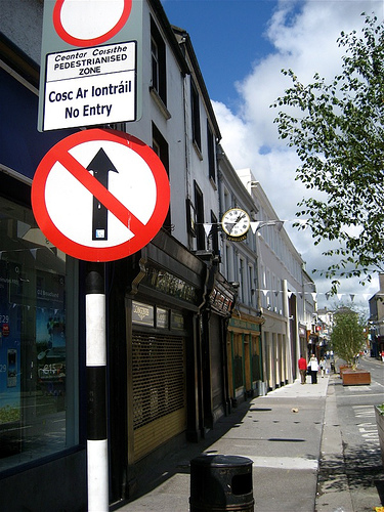 Ceantar Coisithe
PEDESTRIANISED
ZONE
Cosc Ar Iontráil
No Entry